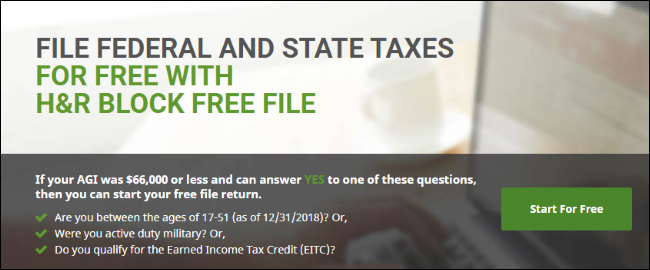 FILE FEDERAL AND STATE TAXES
FOR FREE WITH
H&R BLOCK FREE FILE
If your AGI was $66,000 or less and can answer YES to one of these questions,
then you can start your free file return.
Are you between the ages of 17-51 (as of 12/31/2018)? Or,
Were you active duty military? Or,
Do you qualify for the Earned Income Tax Credit (EITC)?
Start For Free